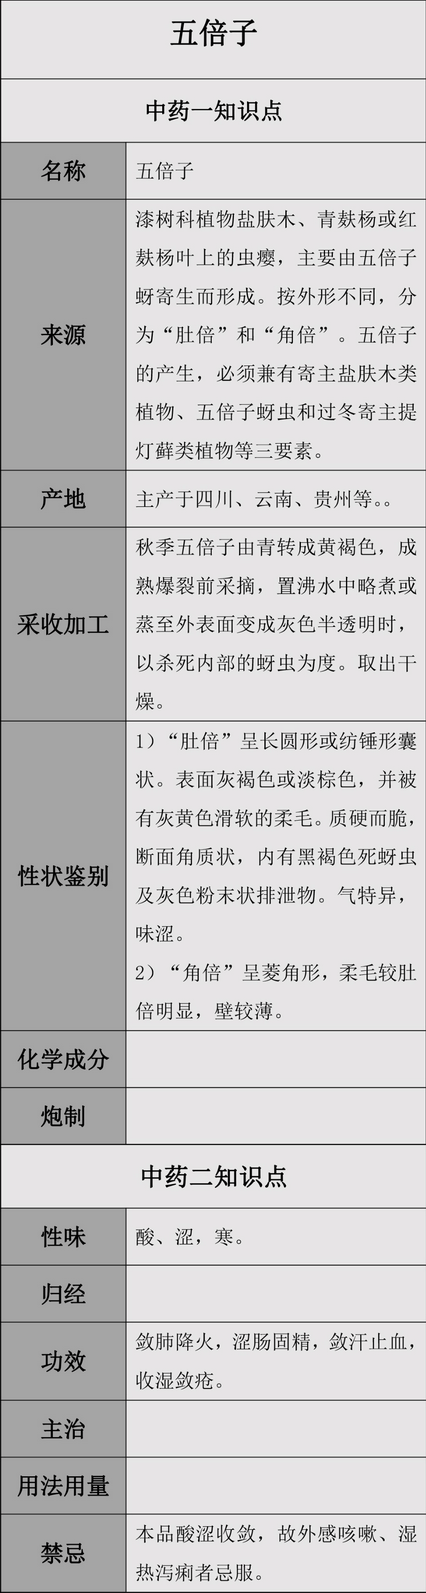 五倍子
中药一知识点
名称
五倍子
来源
漆树科植物盐肤木、青麸杨或红
麸杨叶上的虫瘿，主要由五倍子
蚜寄生而形成。按外形不同，分
为“肚倍”和“角倍”。五倍子
的产生，必须兼有寄主盐肤木类
植物、五倍子蚜虫和过冬寄主提
灯藓类植物等三要素。
产地
主产于四川、云南、贵州等。。
采收加工
秋季五倍子由青转成黄褐色，成
熟爆裂前采摘，置沸水中略煮或
蒸至外表面变成灰色半透明时，
以杀死内部的蚜虫为度。取出干
燥。
性状鉴别
1）“肚倍”呈长圆形或纺锤形囊
状。表面灰褐色或淡棕色，并被
有灰黄色滑软的柔毛。质硬而脆，
断面角质状，内有黑褐色死蚜虫
及灰色粉末状排泄物。气特异，
味涩。
2）“角倍”呈菱角形，柔毛较肚
倍明显，壁较薄。
化学成分
炮制
中药二知识点
性味
酸、涩，寒。
归经
功效
敛肺降火，涩肠固精，敛汗止血，
收湿敛疮。
主治
用法用量
禁忌
本品酸涩收敛，故外感咳嗽、湿
热泻痢者忌服。